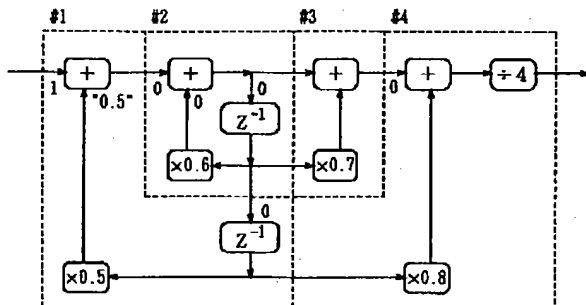 #1 #2 #3 #4
+ + + + ÷4
1 "0.5" 0 0 0 0
Z⁻¹
×0.6 ×0.7
0
Z⁻¹
×0.5 ×0.8